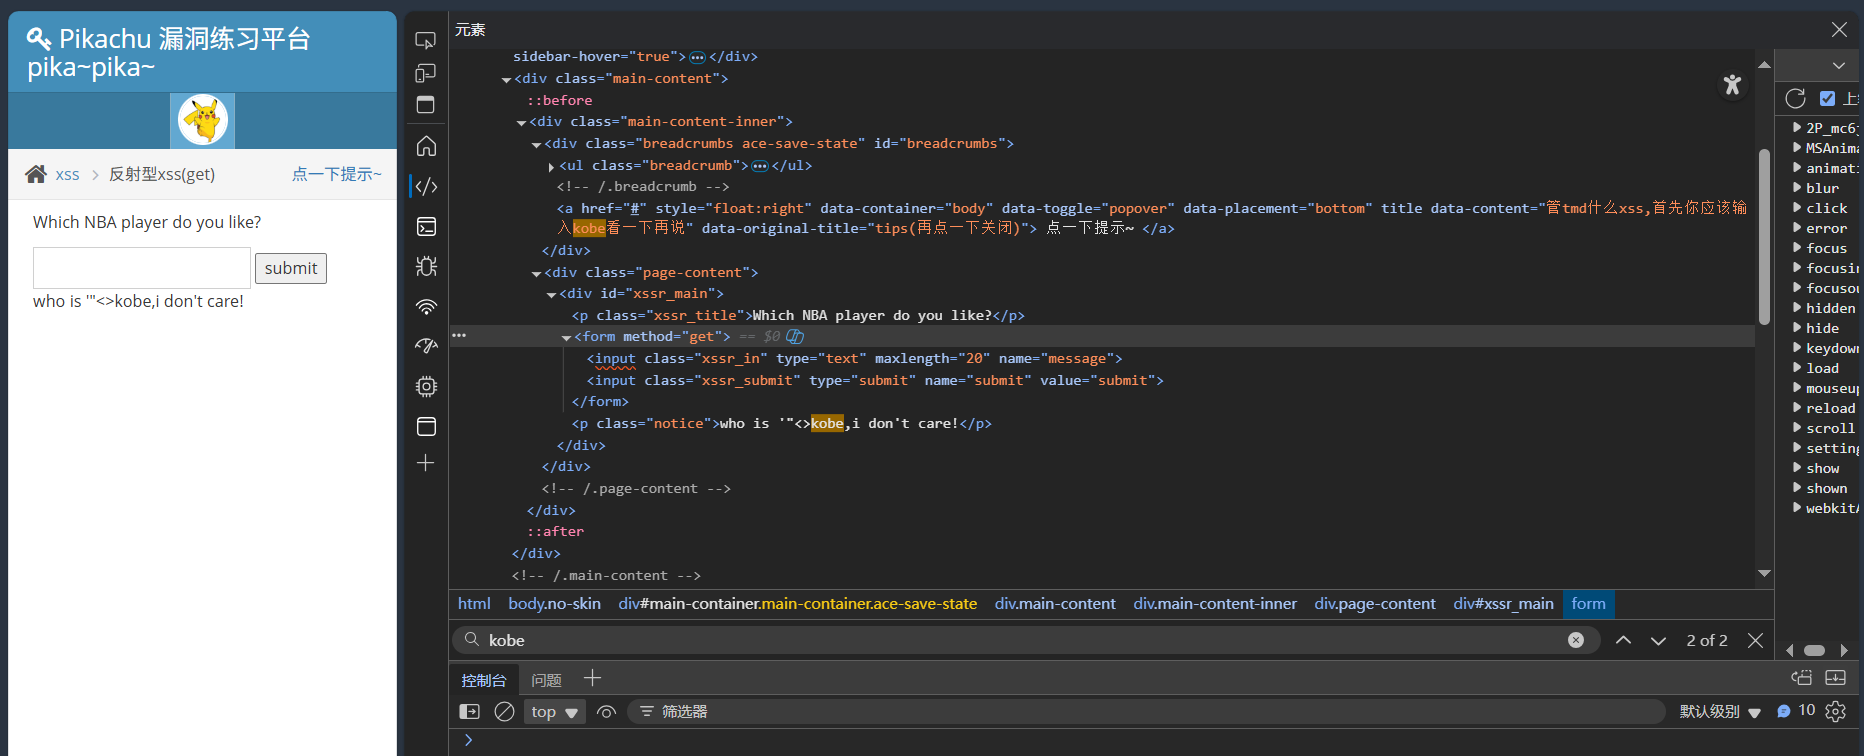 Pikachu 漏洞练习平台
pika~pika~
xss
反射型xss(get)
点一下提示~
Which NBA player do you like?
submit
who is '"<>kobe,i don't care!
元素
sidebar-hover="true">…</div>
<div class="main-content">
::before
<div class="main-content-inner">
<div class="breadcrumbs ace-save-state" id="breadcrumbs">
<ul class="breadcrumb">…</ul>
<!-- /.breadcrumb -->
<a href="#" style="float:right" data-container="body" data-toggle="popover" data-placement="bottom" title data-content="管tmd什么xss,首先你应该输
入kobe看一下再说" data-original-title="tips(再点一下关闭)"> 点一下提示~ </a>
</div>
<div class="page-content">
<div id="xssr_main">
<p class="xssr_title">Which NBA player do you like?</p>
<form method="get"> == $0
<input class="xssr_in" type="text" maxlength="20" name="message">
<input class="xssr_submit" type="submit" name="submit" value="submit">
</form>
<p class="notice">who is '"<>kobe,i don't care!</p>
</div>
</div>
<!-- /.page-content -->
</div>
::after
</div>
<!-- /.main-content -->
html body.no-skin div#main-container.main-container.ace-save-state div.main-content div.main-content-inner div.page-content div#xssr_main form
kobe
2 of 2
控制台 问题
top
筛选器
默认级别
10
上
2P_mc6
MSAnima
animati
blur
click
error
focus
focusin
focusou
hidden
hide
keydown
load
mouseup
reload
scroll
setting
show
shown
webkitA